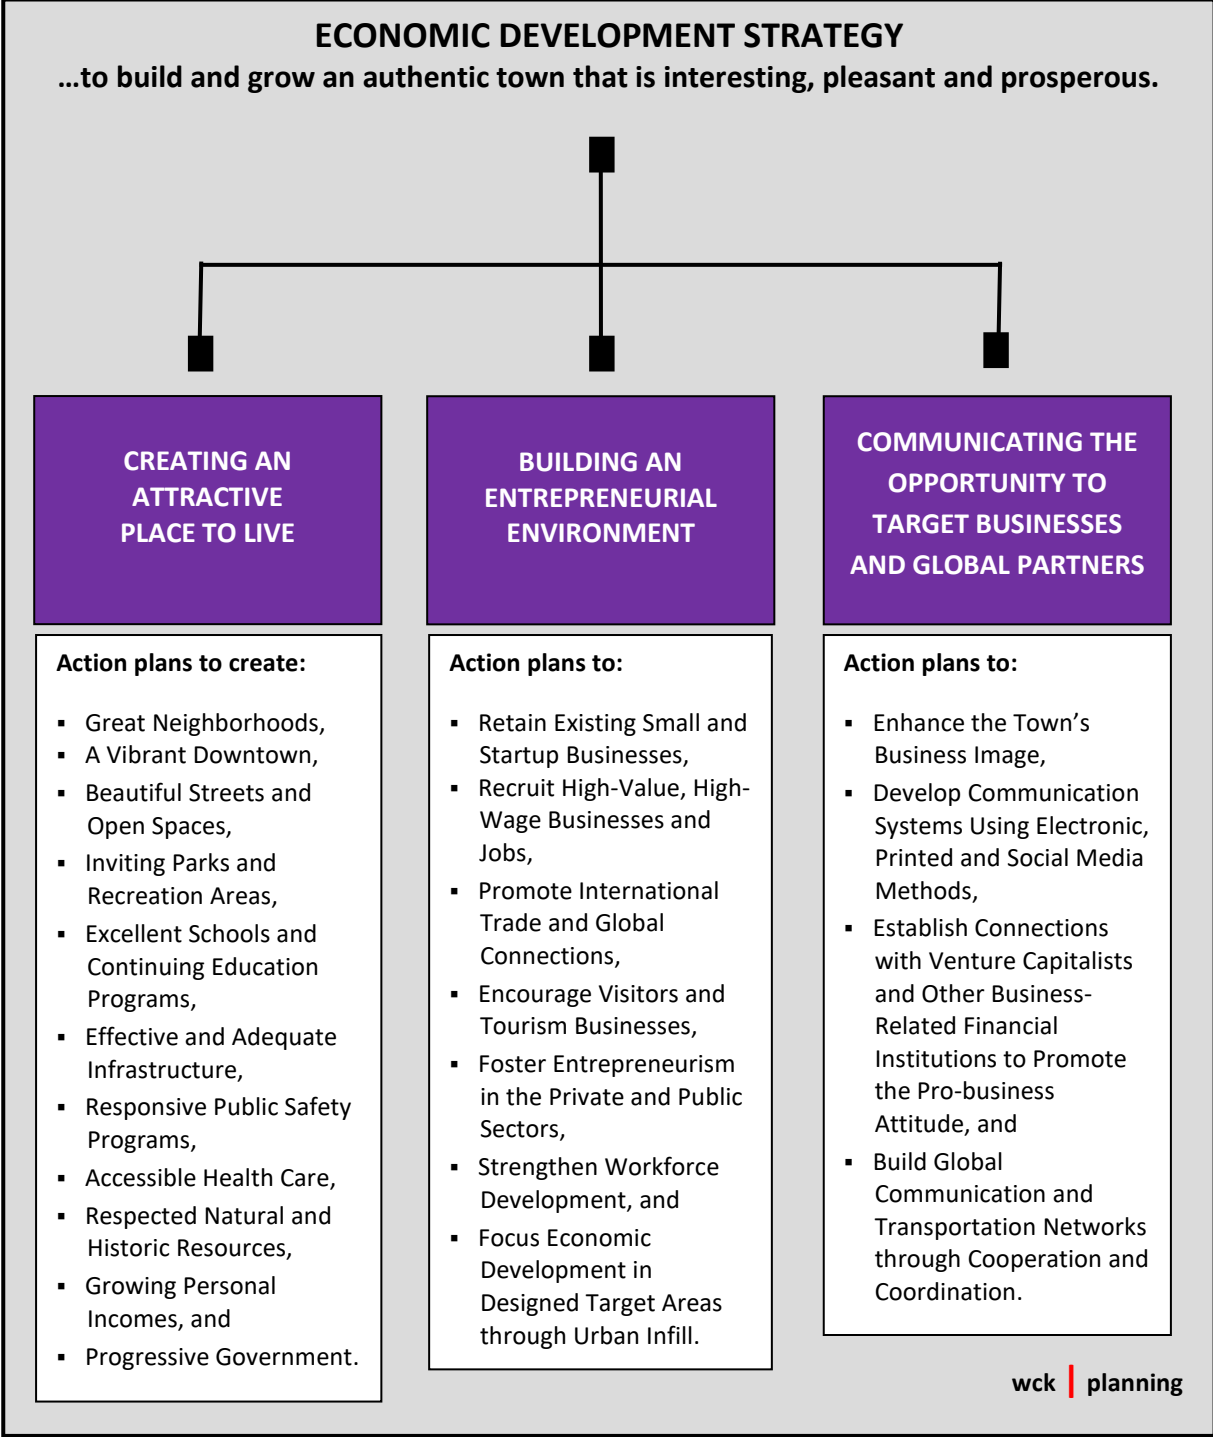 ECONOMIC DEVELOPMENT STRATEGY
…to build and grow an authentic town that is interesting, pleasant and prosperous.
CREATING AN
ATTRACTIVE
PLACE TO LIVE
Action plans to create:
▪ Great Neighborhoods,
▪ A Vibrant Downtown,
▪ Beautiful Streets and
Open Spaces,
▪ Inviting Parks and
Recreation Areas,
▪ Excellent Schools and
Continuing Education
Programs,
▪ Effective and Adequate
Infrastructure,
▪ Responsive Public Safety
Programs,
▪ Accessible Health Care,
▪ Respected Natural and
Historic Resources,
▪ Growing Personal
Incomes, and
▪ Progressive Government.
BUILDING AN
ENTREPRENEURIAL
ENVIRONMENT
Action plans to:
▪ Retain Existing Small and
Startup Businesses,
▪ Recruit High-Value, High-
Wage Businesses and
Jobs,
▪ Promote International
Trade and Global
Connections,
▪ Encourage Visitors and
Tourism Businesses,
▪ Foster Entrepreneurism
in the Private and Public
Sectors,
▪ Strengthen Workforce
Development, and
▪ Focus Economic
Development in
Designed Target Areas
through Urban Infill.
COMMUNICATING THE
OPPORTUNITY TO
TARGET BUSINESSES
AND GLOBAL PARTNERS
Action plans to:
▪ Enhance the Town’s
Business Image,
▪ Develop Communication
Systems Using Electronic,
Printed and Social Media
Methods,
▪ Establish Connections
with Venture Capitalists
and Other Business-
Related Financial
Institutions to Promote
the Pro-business
Attitude, and
▪ Build Global
Communication and
Transportation Networks
through Cooperation and
Coordination.
wck | planning